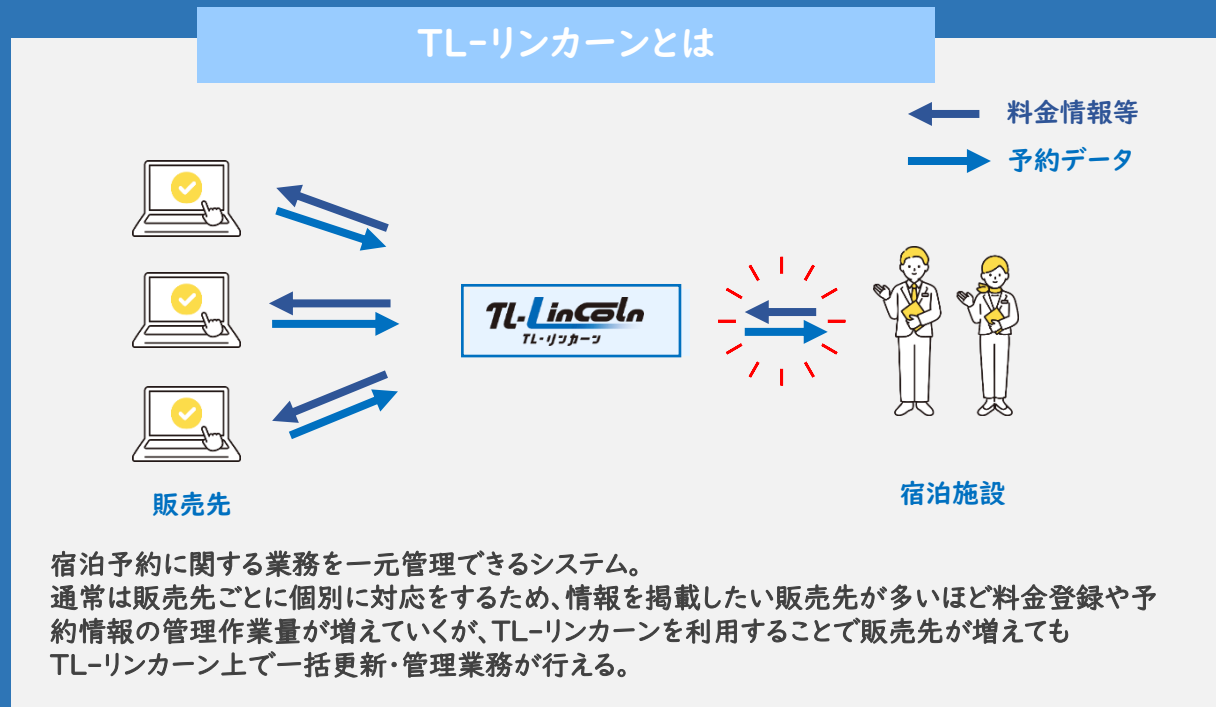 TL-リンカーンとは
料金情報等
予約データ
TL-Lincoln
TL-リンカーン
販売先
宿泊施設
宿泊予約に関する業務を一元管理できるシステム。
通常は販売先ごとに個別に対応をするため、情報を掲載したい販売先が多いほど料金登録や予
約情報の管理作業量が増えていくが、TL-リンカーンを利用することで販売先が増えても
TL-リンカーン上で一括更新・管理業務が行える。